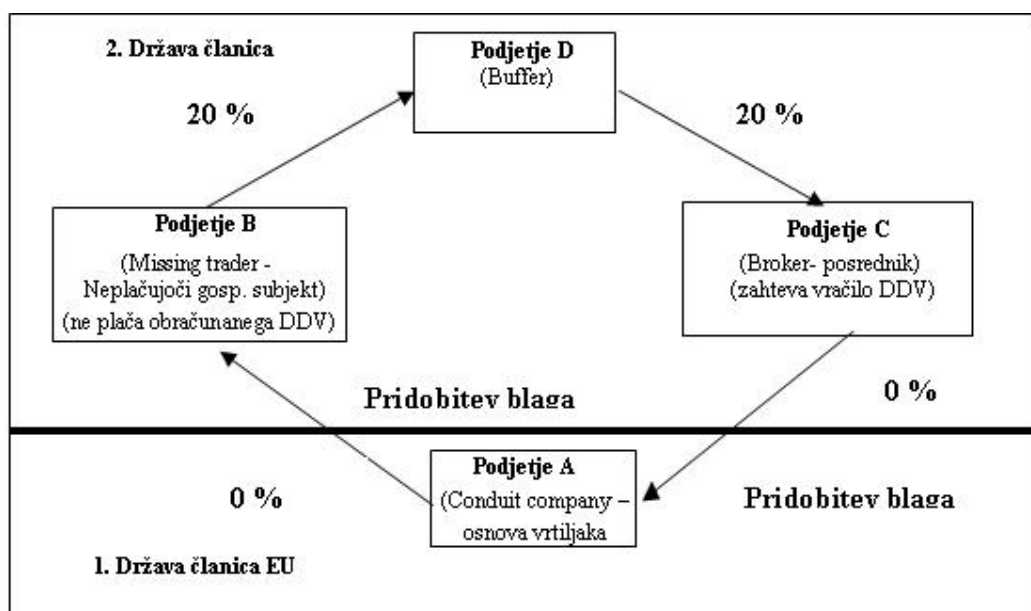 2. Država članica
Podjetje D
(Buffer)
20 %
20 %
Podjetje B
(Missing trader -
Neplačujoči gosp. subjekt)
(ne plača obračunanega DDV)
Podjetje C
(Broker- posrednik)
(zahteva vračilo DDV)
Pridobitev blaga
0 %
Podjetje A
(Conduit company –
osnova vrtiljaka
0 %
Pridobitev blaga
1. Država članica EU